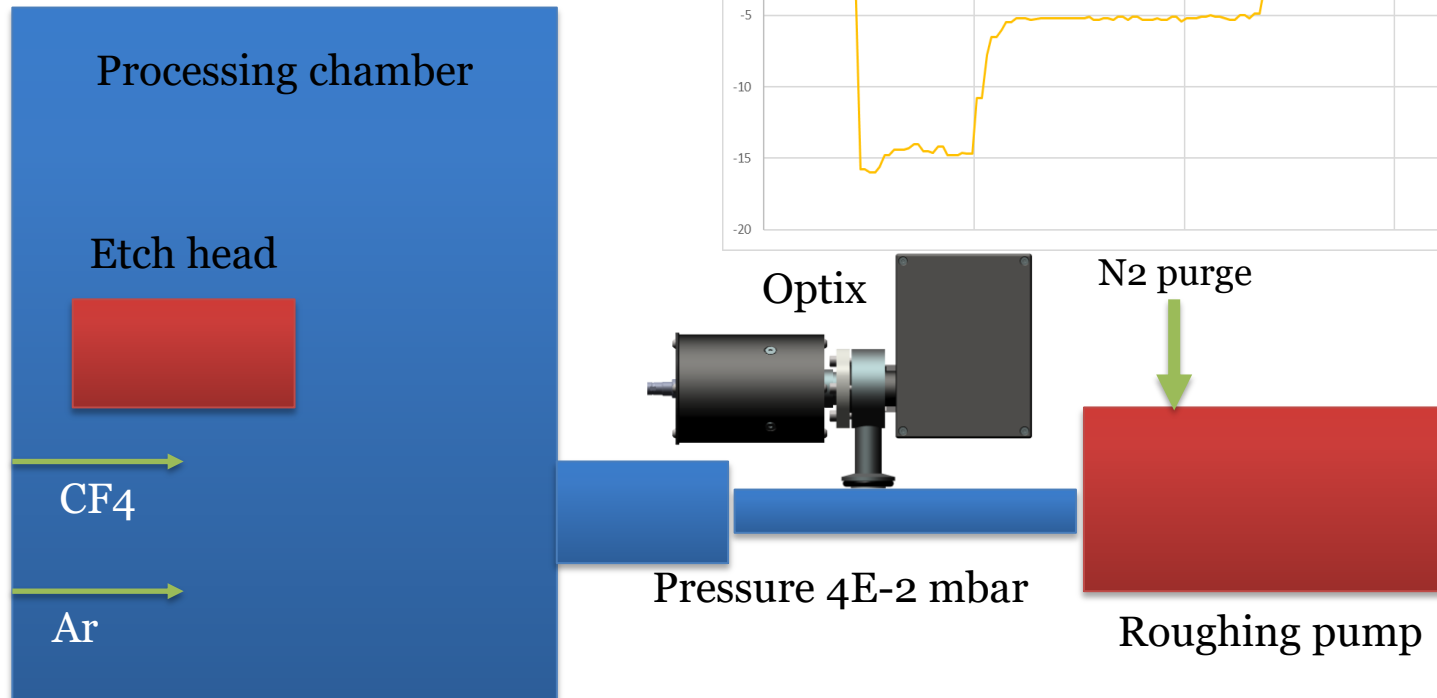 Processing chamber
Etch head
CF4
Ar
-5
-10
-15
-20
Optix
N2 purge
Pressure 4E-2 mbar
Roughing pump